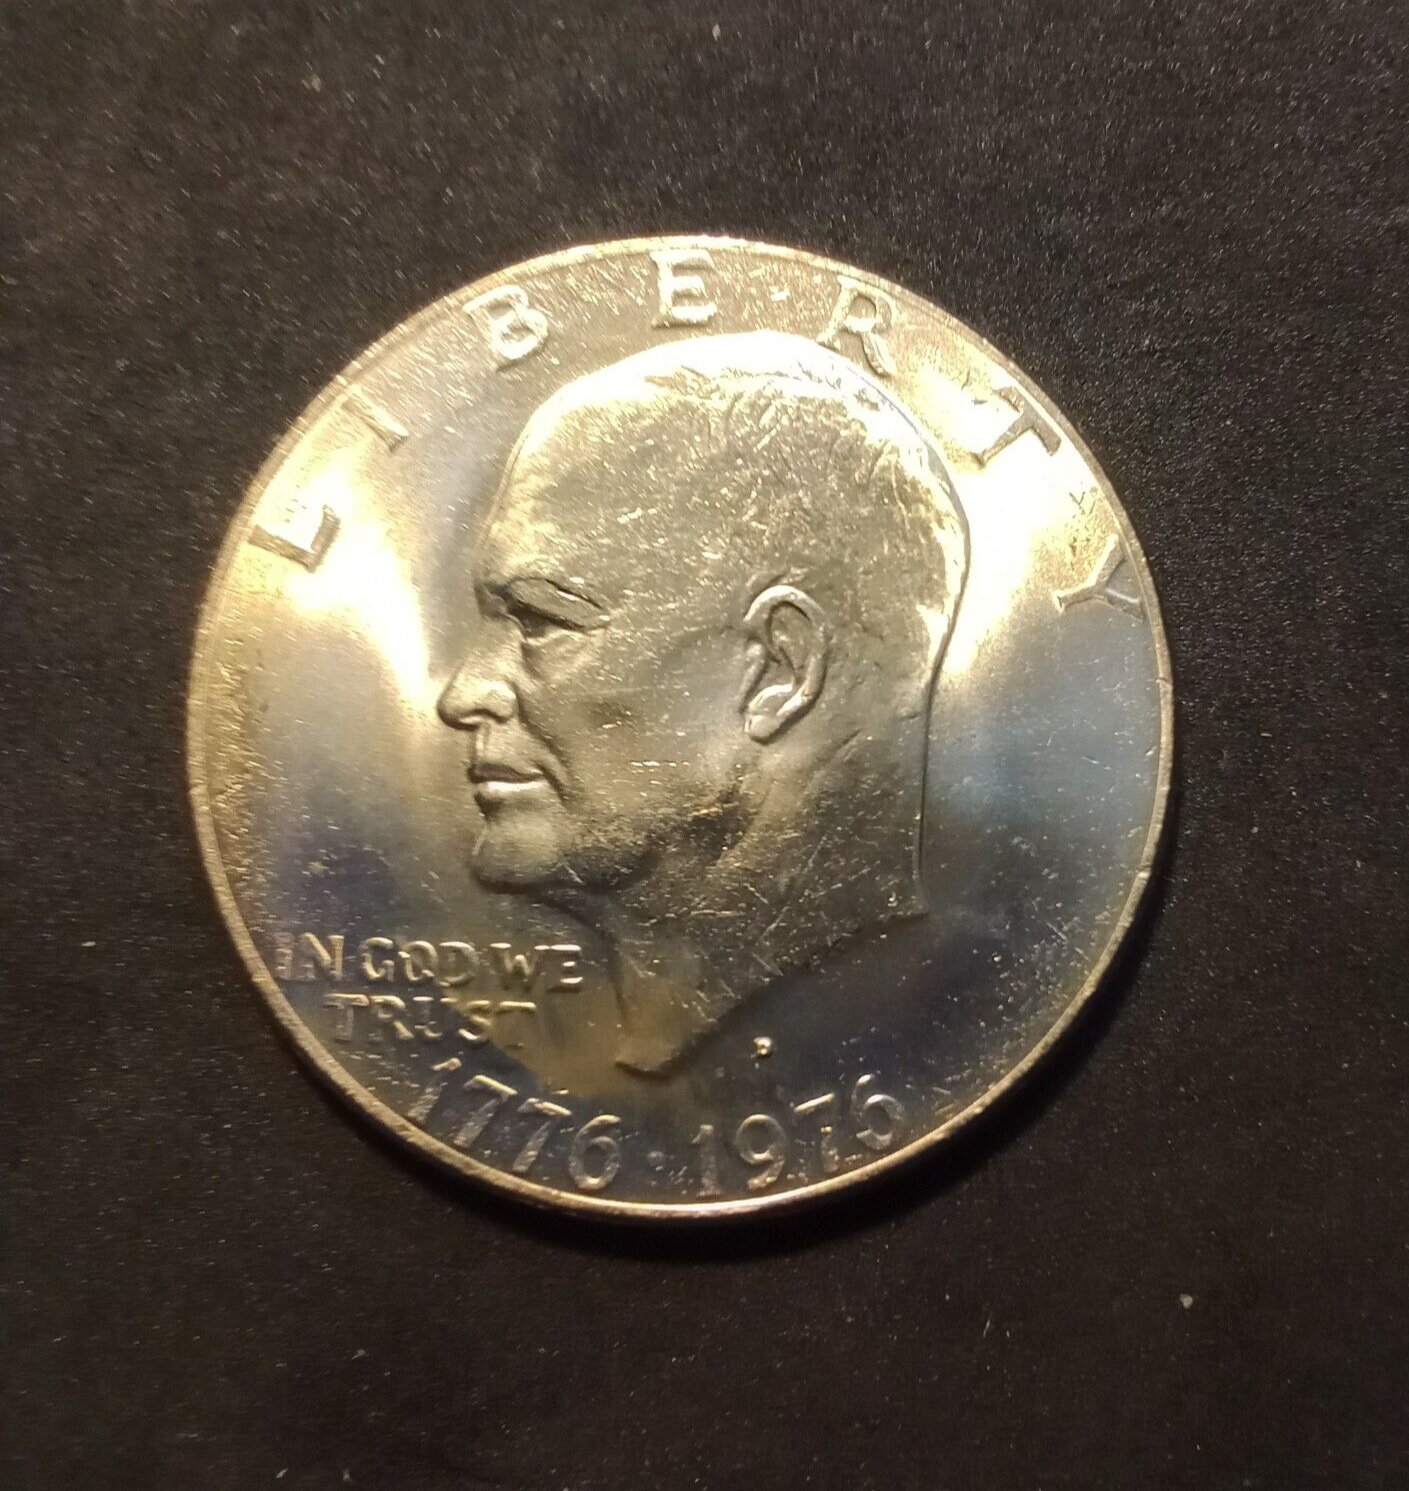 LIBERTY
IN GOD WE
TRUST
D
1776·1976